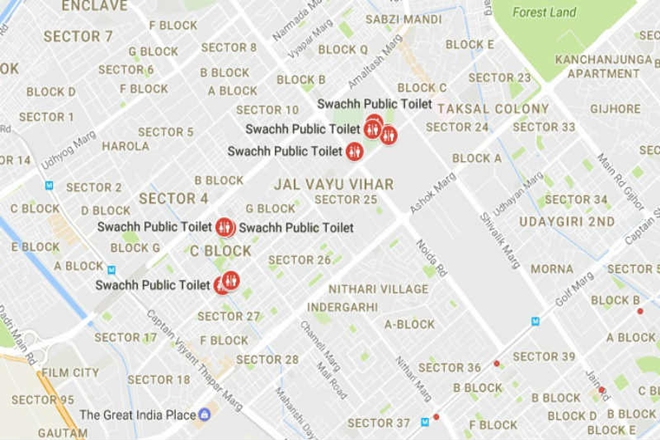 ENCLAVE
SECTOR 7
F BLOCK
G BLOCK
SECTOR 8
Narmada M
Vyapar Marg
SABZI MANDI
Forest Land
BLOCK Q
BLOCK E
SECTOR 6
B BLOCK
BLOCK B
Amaltash Marg
KANCHANJUNGA
APARTMENT
SEC
OK
BLOCK D
F BLOCK
A BLOCK
BLOCK C
SECTOR 23
SECTOR 1
SECTOR 10
Swachh Public Toilet
TAKSAL COLONY
GIJHORE
Rd
SECTOR 5
Swachh Public Toilet
SECTOR 24
SECTOR 33
HAROLA
Udhyog Marg
Swachh Public Toilet
OR 14
BLOCK A
Main Rd Gijhor
SECTOR 2
B BLOCK
JAL VAYU VIHAR
Ashok Marg
Udhayan Marg
SECTOR 4
SECTOR 25
SECTOR 34
C BLOCK
D BLOCK
G BLOCK
Shivalik Marg
UDAYGIRI 2ND
Captain S
Swachh Public Toilet
Swachh Public Toilet
E BLOCK
BLOCK G
C BLOCK
Noida Rd
A BLOCK
SECTOR 26
MORNA
SECTOR 5
Swachh Public Toilet
NITHARI VILLAGE
Golf Marg
INDERGARHI
BLOCK B
Dadri Main Rd
SECTOR 27
A-BLOCK
SECTOR 17
F BLOCK
Chameli Marg
A BLOCK
Captain Vijyant Thapar Marg
SECTOR 28
Mall Road
Nithari Marg
SECTOR 39
FILM CITY
SECTOR 36
SECTOR 18
B BLOCK
C B
SECTOR 95
Maharishi Day
BLOCK D
The Great India Place
SECTOR 37
F BLOCK
B BLOCK
GAUTAM